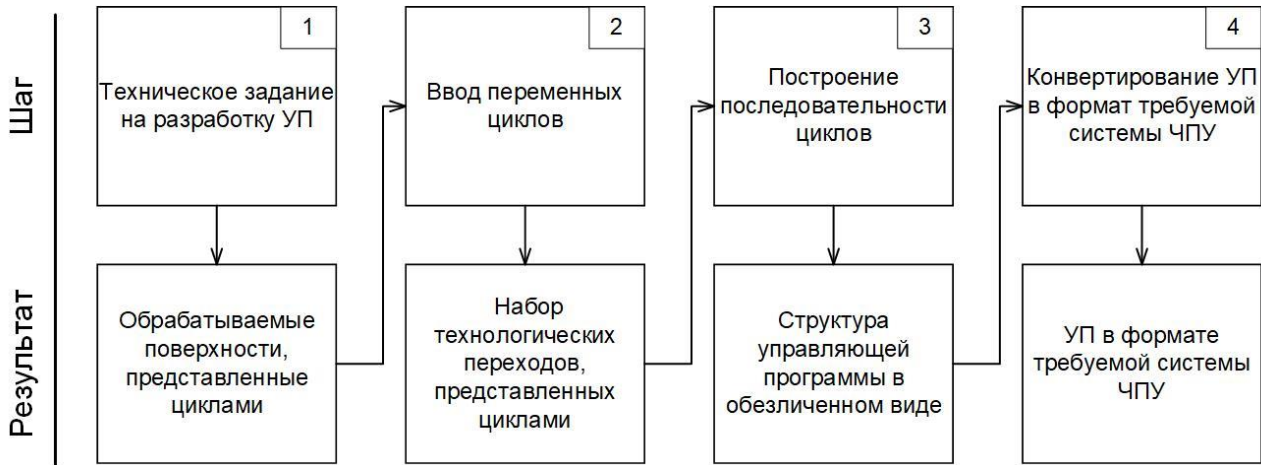 Шаг
1
Техническое задание
на разработку УП
2
Ввод переменных
циклов
3
Построение
последовательности
циклов
4
Конвертирование УП
в формат требуемой
системы ЧПУ
Результат
Обрабатываемые
поверхности,
представленные
циклами
Набор
технологических
переходов,
представленных
циклами
Структура
управляющей
программы в
обезличенном виде
УП в формате
требуемой системы
ЧПУ